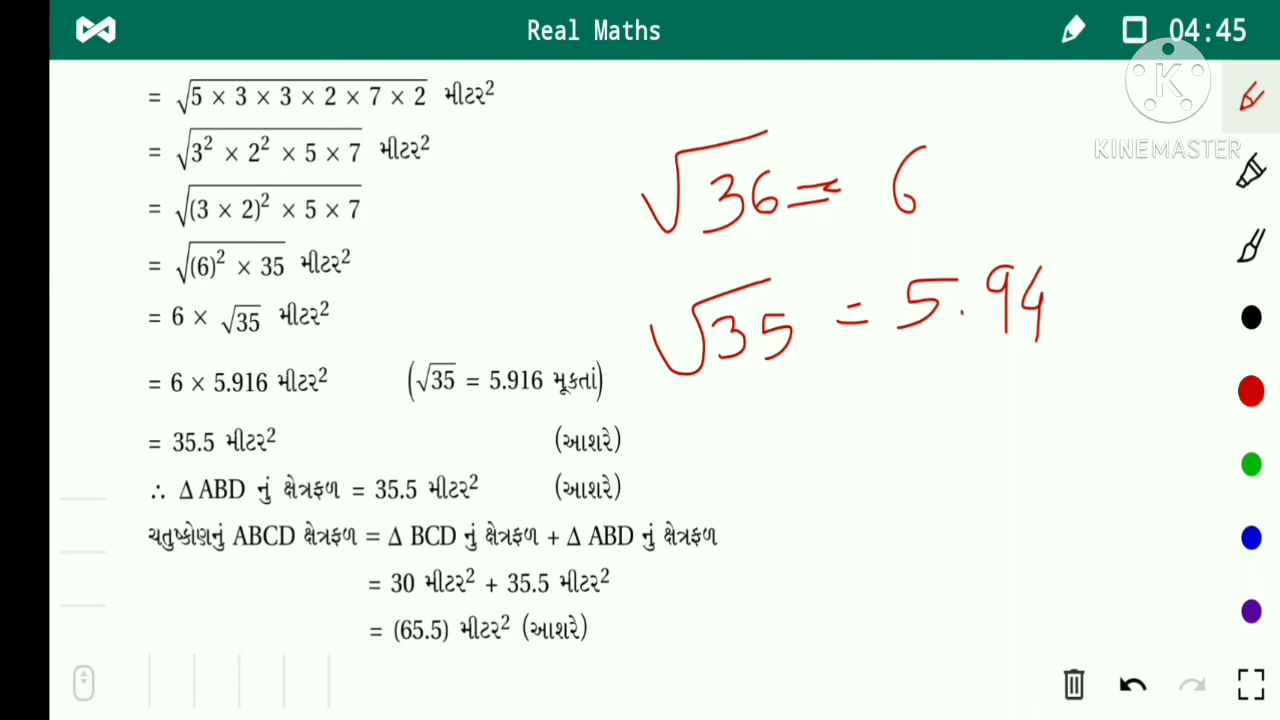 Real Maths
04:45
K
KINEMASTER
= √5 × 3 × 3 × 2 × 7 × 2 મીટર²
= √3² × 2² × 5 × 7 મીટર²
= √(3 × 2)² × 5 × 7
= √(6)² × 35 મીટર²
= 6 × √35 મીટર²
= 6 × 5.916 મીટર² (√35 = 5.916 મૂકતાં)
= 35.5 મીટર² (આશરે)
∴ Δ ABD નું ક્ષેત્રફળ = 35.5 મીટર² (આશરે)
ચતુષ્કોણનું ABCD ક્ષેત્રફળ = Δ BCD નું ક્ષેત્રફળ + Δ ABD નું ક્ષેત્રફળ
= 30 મીટર² + 35.5 મીટર²
= (65.5) મીટર² (આશરે)
√36 = 6
√35 = 5.94